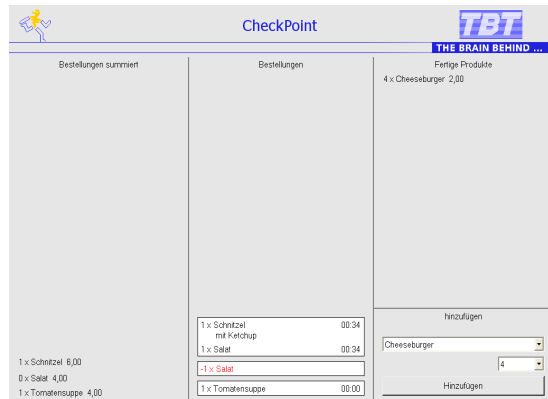 CheckPoint
TBT
THE BRAIN BEHIND ...
Bestellungen summiert
Bestellungen
Fertige Produkte
4 x Cheeseburger 2,00
1 x Schnitzel 00:34
mit Ketchup
1 x Salat 00:34
-1 x Salat
1 x Tomatensuppe 00:00
1 x Schnitzel 6,00
0 x Salat 4,00
1 x Tomatensuppe 4,00
hinzufügen
Cheeseburger
4
Hinzufügen